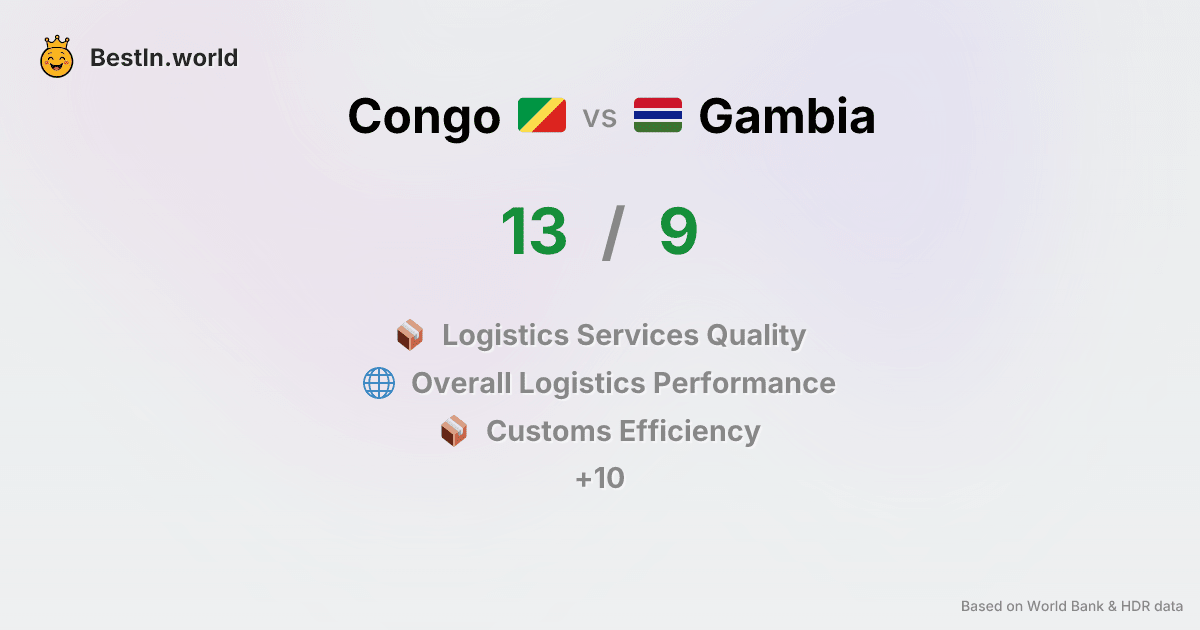 BestIn.world
Congo vs Gambia
13 / 9
Logistics Services Quality
Overall Logistics Performance
Customs Efficiency
+10
Based on World Bank & HDR data